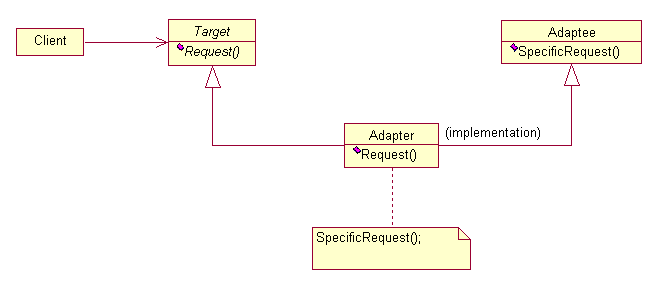 Client
Target
Request()
Adaptee
SpecificRequest()
Adapter
Request()
(implementation)
SpecificRequest();